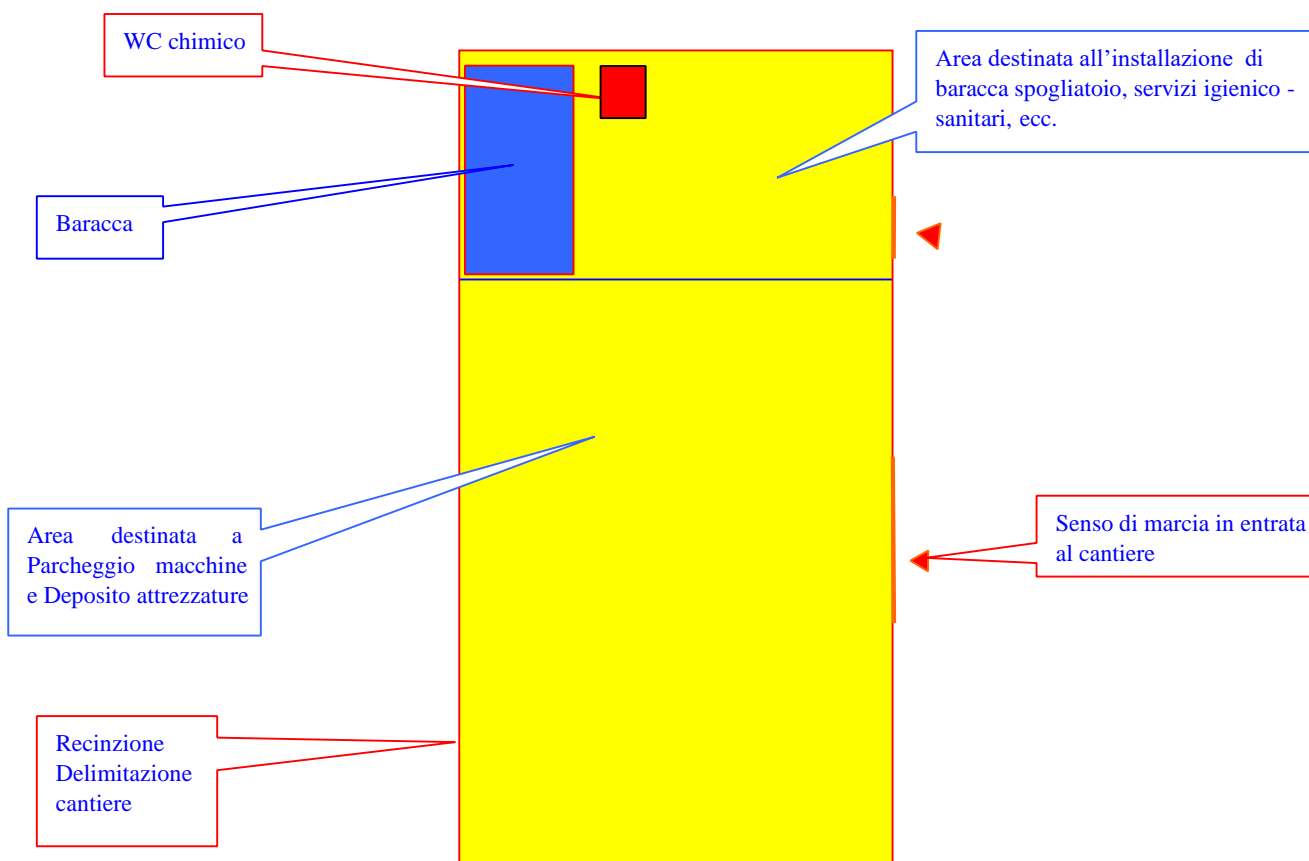 WC chimico
Area destinata all’installazione di
baracca spogliatoio, servizi igienico -
sanitari, ecc.
Baracca
Area destinata a
Parcheggio macchine
e Deposito attrezzature
Senso di marcia in entrata
al cantiere
Recinzione
Delimitazione
cantiere